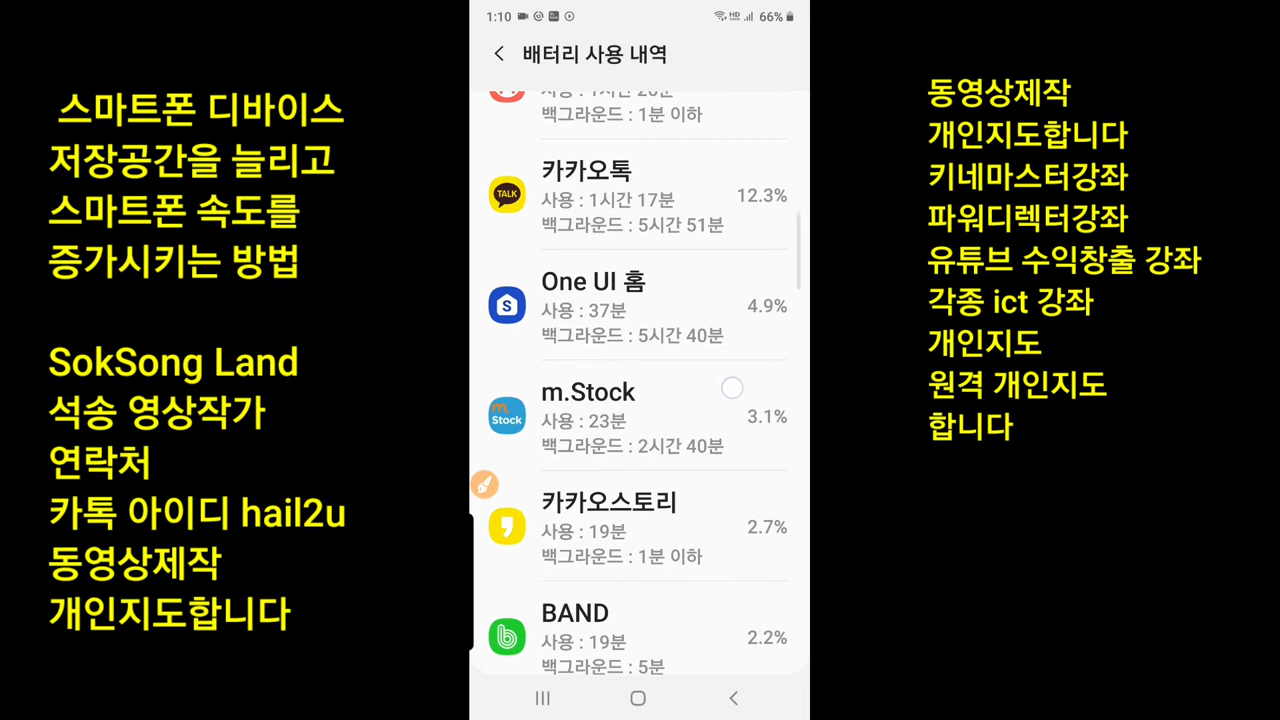 스마트폰 디바이스
저장공간을 늘리고
스마트폰 속도를
증가시키는 방법
SokSong Land
석송 영상작가
연락처
카톡 아이디 hail2u
동영상제작
개인지도합니다
1:10
HD
66%
배터리 사용 내역
백그라운드 : 1분 이하
카카오톡
TALK
사용 : 1시간 17분
12.3%
백그라운드 : 5시간 51분
One UI 홈
S
사용 : 37분
4.9%
백그라운드 : 5시간 40분
m.Stock
m.
Stock
사용 : 23분
3.1%
백그라운드 : 2시간 40분
카카오스토리
사용 : 19분
2.7%
백그라운드 : 1분 이하
BAND
사용 : 19분
2.2%
백그라운드 : 5분
동영상제작
개인지도합니다
키네마스터강좌
파워디렉터강좌
유튜브 수익창출 강좌
각종 ict 강좌
개인지도
원격 개인지도
합니다